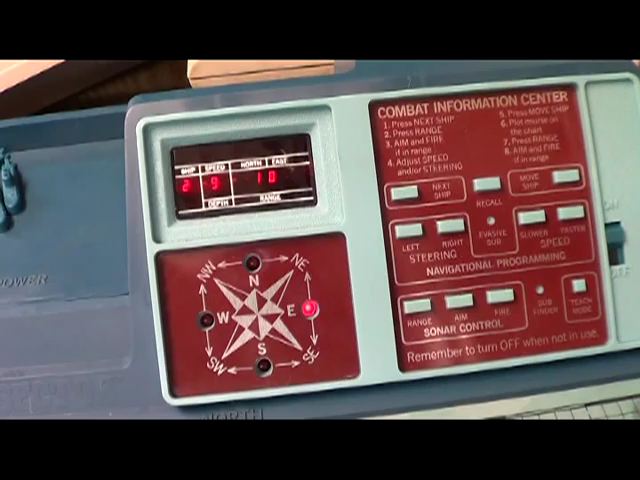 COMBAT INFORMATION CENTER
1. Press NEXT SHIP
2. Press RANGE
3. AIM and FIRE
if in range
4. Adjust SPEED
and/or STEERING
5. Press MOVE SHIP
6. Plot course on
the chart
7. Press RANGE
8. AIM and FIRE
if in range
SHIP SPEED NORTH EAST
2 9 10
DEPTH RANGE
NEXT
SHIP
RECALL
MOVE
SHIP
LEFT RIGHT
STEERING
EVASIVE
SUB
SLOWER FASTER
SPEED
NAVIGATIONAL PROGRAMMING
RANGE AIM FIRE
SONAR CONTROL
SUB
FINDER
TEACH
MODE
Remember to turn OFF when not in use.
NW NE
N
W E
S
SW SE
POWER
NORTH
ON
OFF